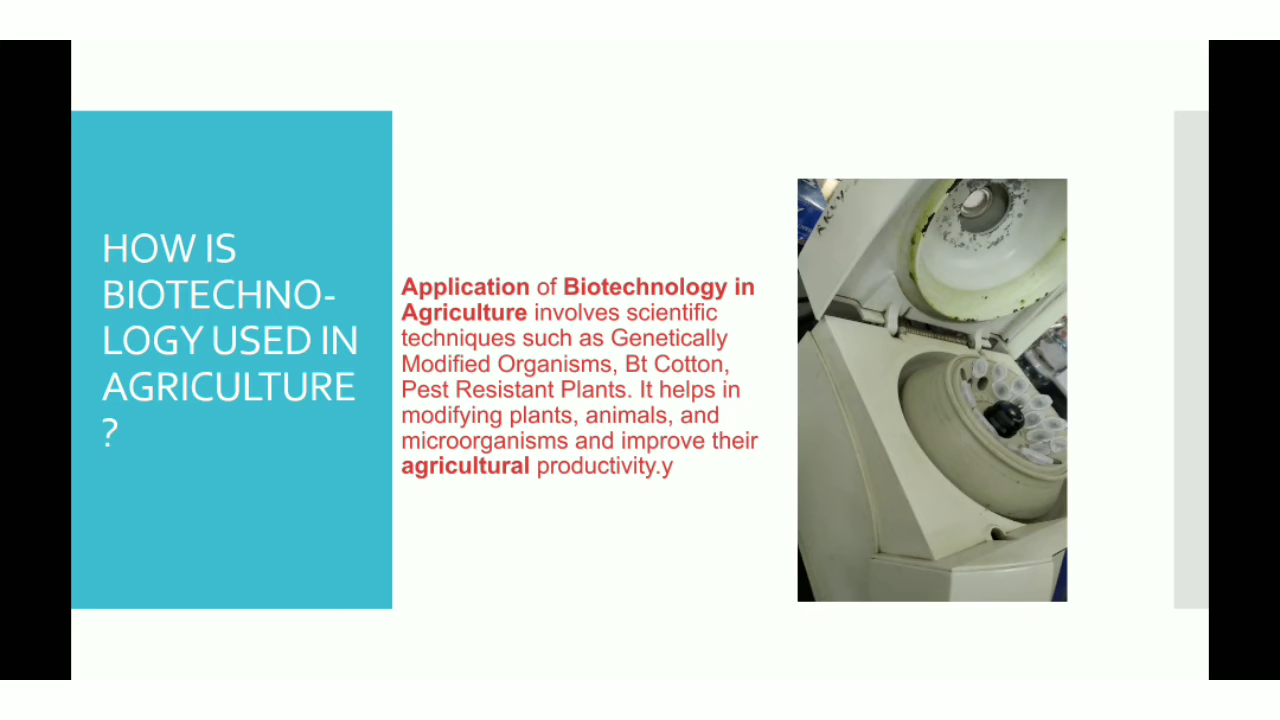 HOW IS
BIOTECHNO-
LOGY USED IN
AGRICULTURE
?
Application of Biotechnology in
Agriculture involves scientific
techniques such as Genetically
Modified Organisms, Bt Cotton,
Pest Resistant Plants. It helps in
modifying plants, animals, and
microorganisms and improve their
agricultural productivity.y